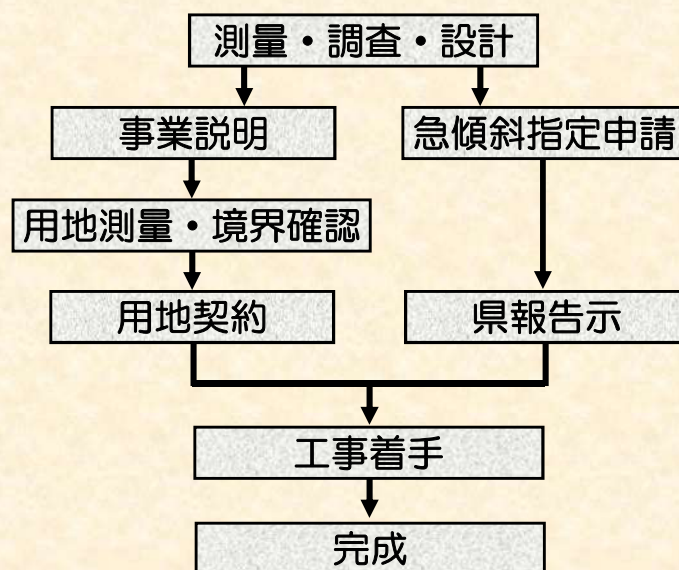 測量・調査・設計
事業説明
急傾斜指定申請
用地測量・境界確認
用地契約
県報告示
工事着手
完成